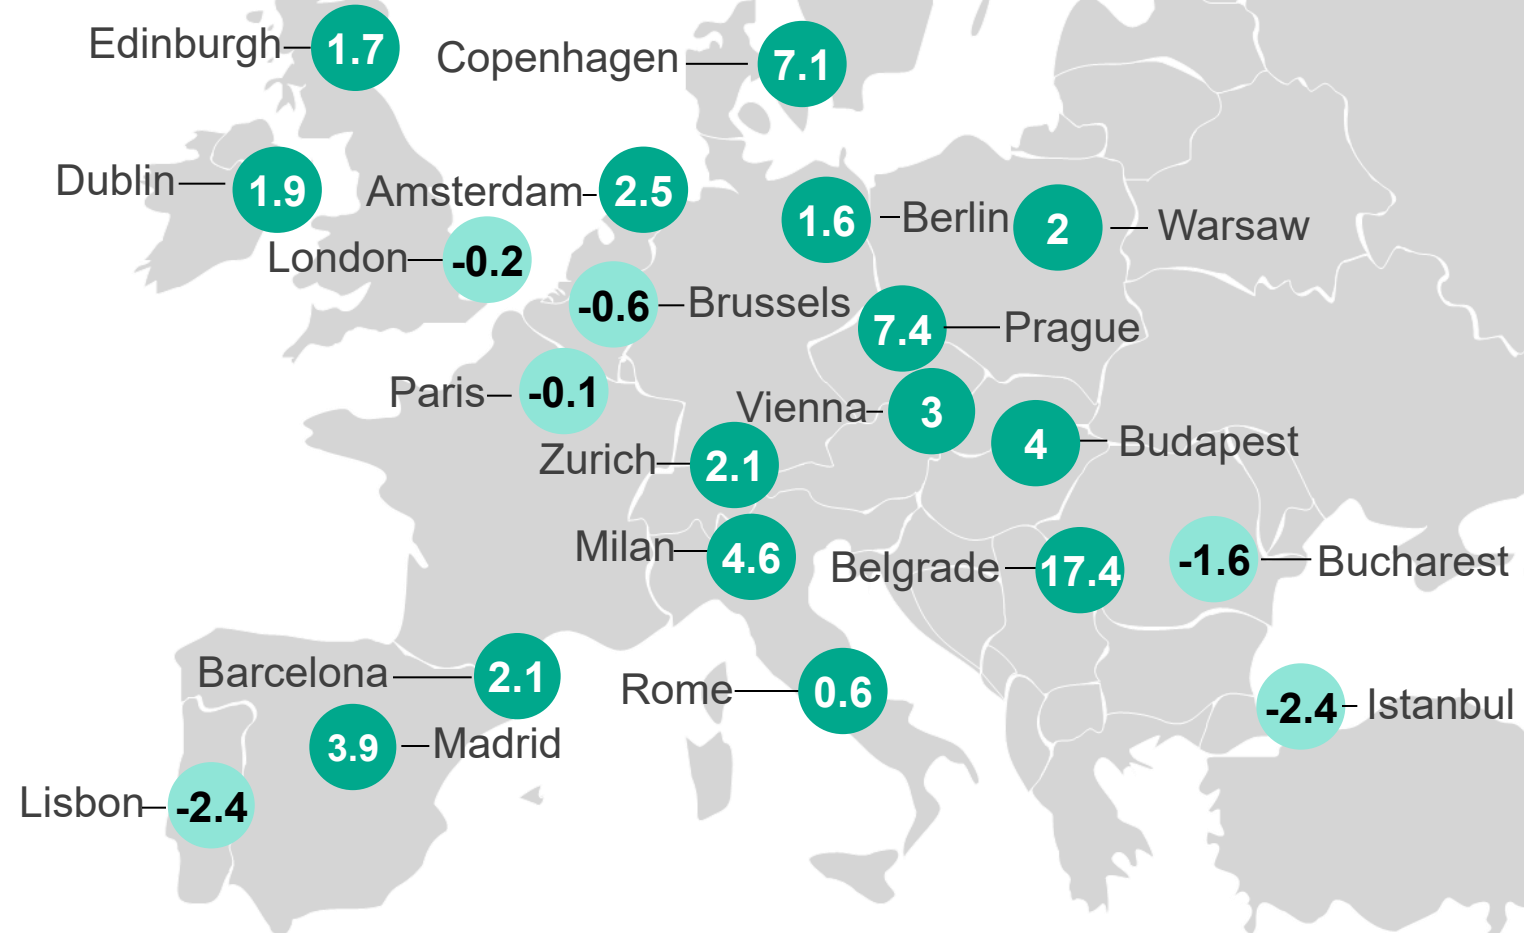 Edinburgh 1.7
Copenhagen 7.1
Dublin 1.9
Amsterdam 2.5
1.6 Berlin
2 Warsaw
London -0.2
-0.6 Brussels
7.4 Prague
Paris -0.1
Vienna 3
4 Budapest
Zurich 2.1
Milan 4.6
Belgrade 17.4
-1.6 Bucharest
Barcelona 2.1
Rome 0.6
-2.4 Istanbul
3.9 Madrid
Lisbon -2.4